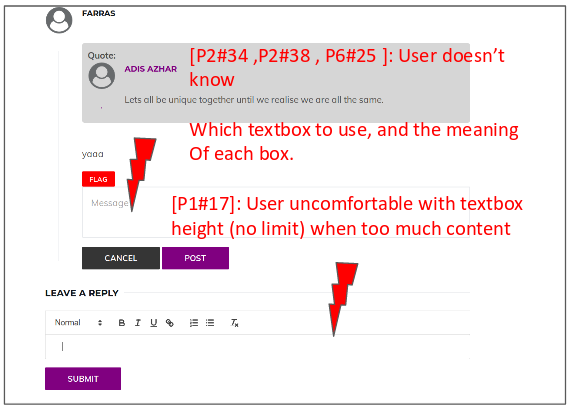 FARRAS
Quote:
ADIS AZHAR
Lets all be unique together until we realise we are all the same.
[P2#34 ,P2#38 , P6#25 ]: User doesn't
know
Which textbox to use, and the meaning
Of each box.
yaaa
FLAG
Message
[P1#17]: User uncomfortable with textbox
height (no limit) when too much content
CANCEL POST
LEAVE A REPLY
Normal B I U
SUBMIT